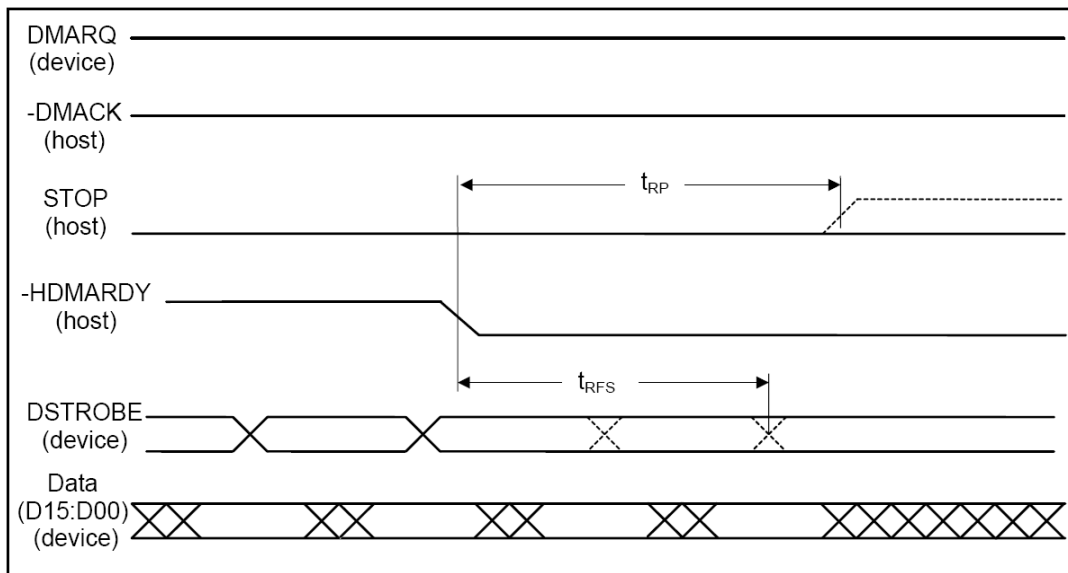 DMARQ
(device)
-DMACK
(host)
tRP
STOP
(host)
-HDMARDY
(host)
tRFS
DSTROBE
(device)
Data
(D15:D00)
(device)